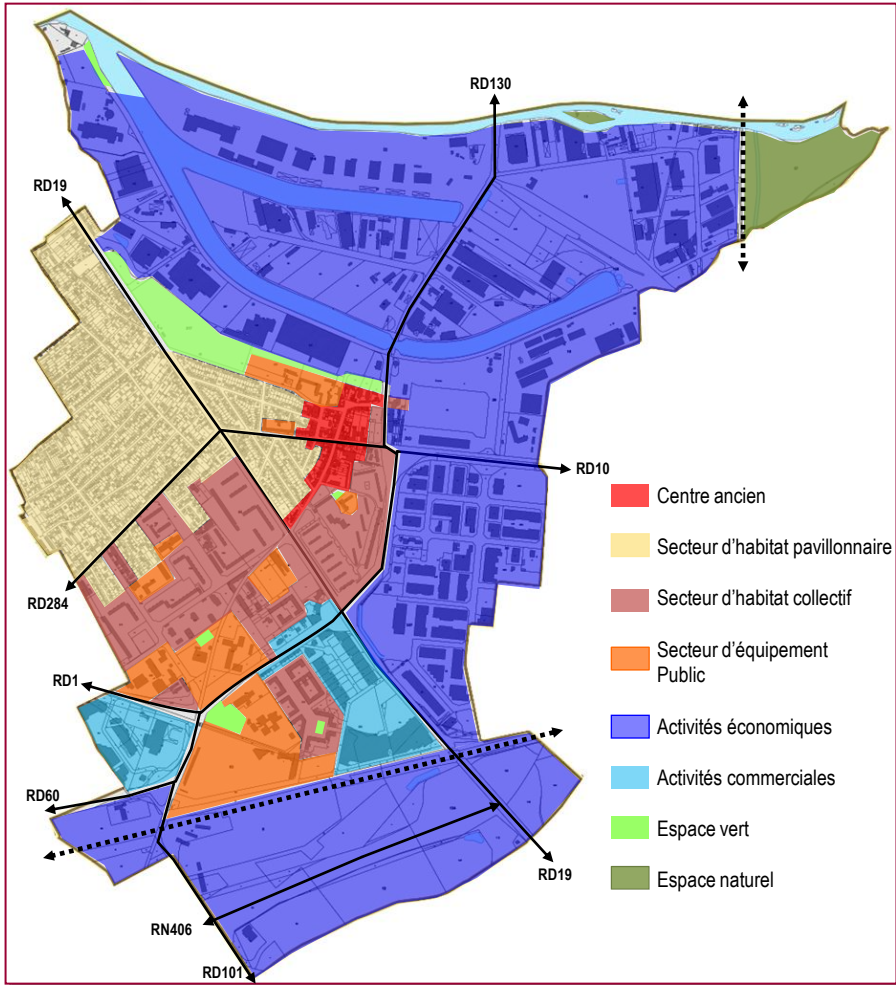 RD130
RD19
RD10
Centre ancien
Secteur d'habitat pavillonnaire
RD284
Secteur d'habitat collectif
Secteur d'équipement
Public
RD1
Activités économiques
Activités commerciales
RD60
Espace vert
RD19
Espace naturel
RN406
RD101